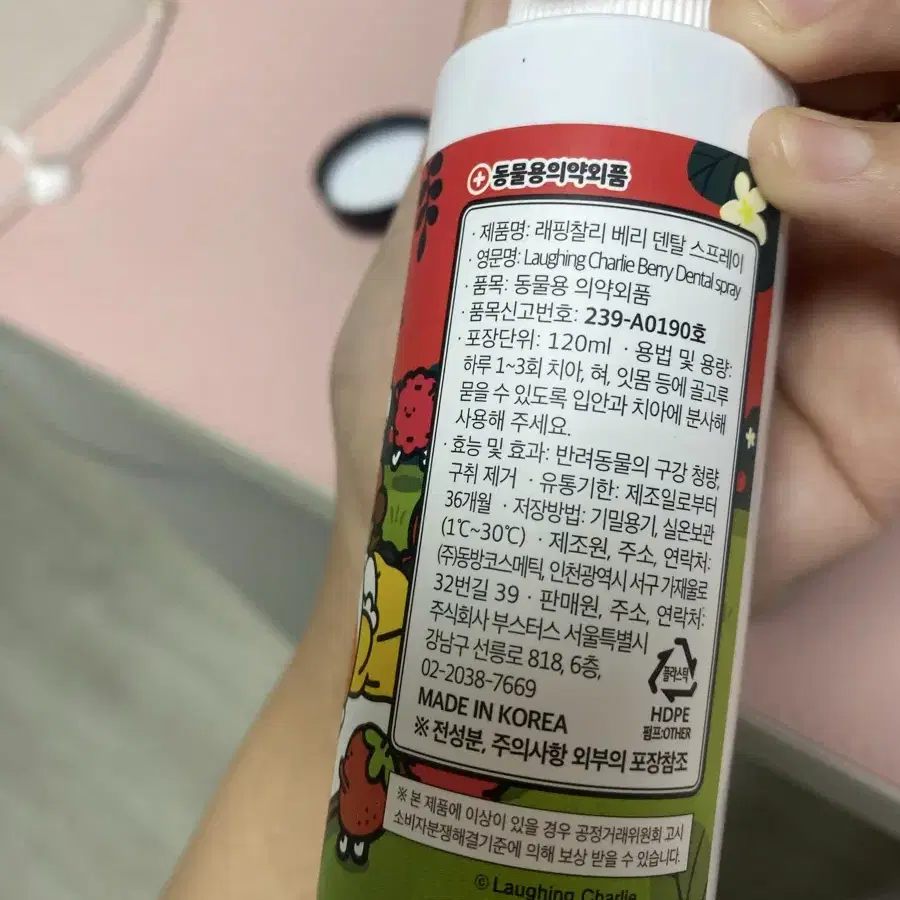 동물용의약외품
· 제품명: 래핑찰리 베리 덴탈 스프레이
· 영문명: Laughing Charlie Berry Dental spray
· 품목: 동물용 의약외품
· 품목신고번호: 239-A0190호
· 포장단위: 120ml · 용법 및 용량:
하루 1~3회 치아, 혀, 잇몸 등에 골고루
묻을 수 있도록 입안과 치아에 분사해
사용해 주세요.
· 효능 및 효과: 반려동물의 구강 청량,
구취 제거 · 유통기한: 제조일로부터
36개월 · 저장방법: 기밀용기, 실온보관
(1℃~30℃) · 제조원, 주소, 연락처:
(주)동방코스메틱, 인천광역시 서구 가재울로
32번길 39 · 판매원, 주소, 연락처:
주식회사 부스터스 서울특별시
강남구 선릉로 818, 6층,
02-2038-7669
MADE IN KOREA
※ 전성분, 주의사항 외부의 포장참조
플라스틱
HDPE
펌프:OTHER
※ 본 제품에 이상이 있을 경우 공정거래위원회 고시
소비자분쟁해결기준에 의해 보상 받을 수 있습니다.
© Laughing Charlie